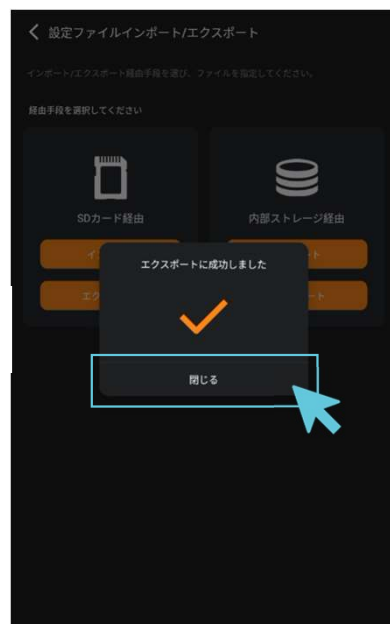 設定ファイルインポート/エクスポート
インポート/エクスポート経由手段を選び、ファイルを指定してください。
経由手段を選択してください
SDカード経由
内部ストレージ経由
エクスポートに成功しました
閉じる